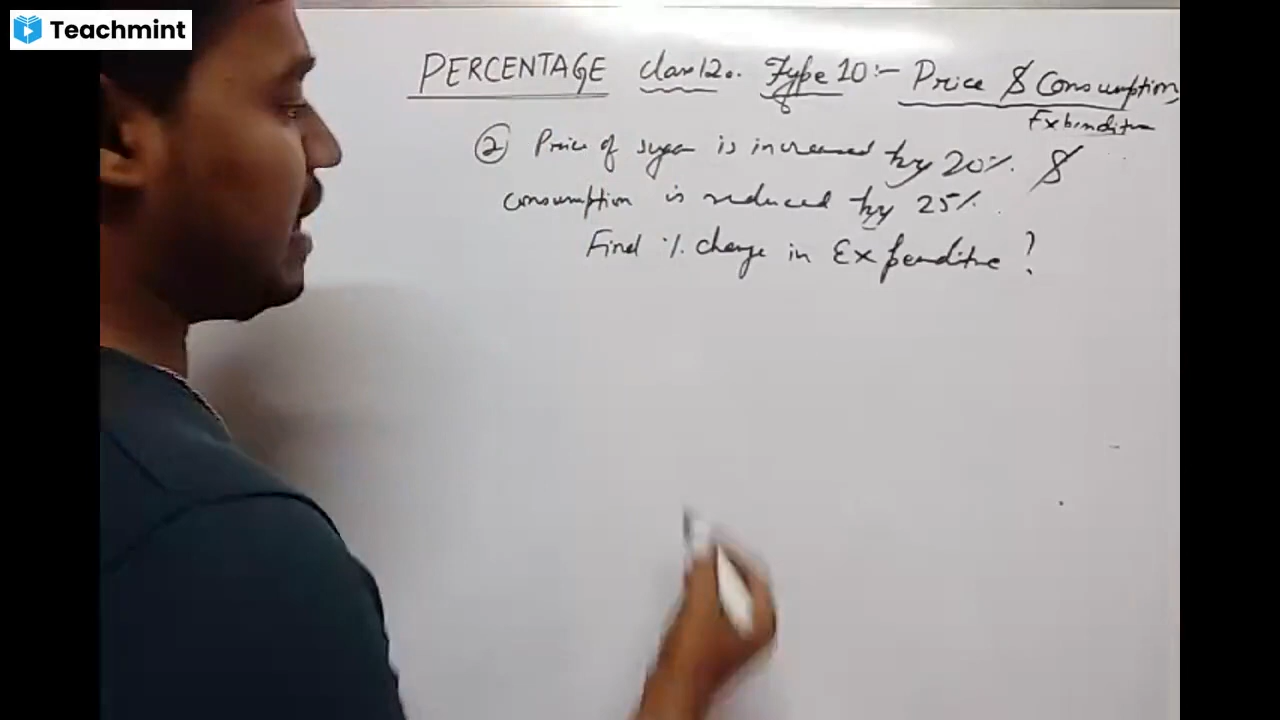 Teachmint
PERCENTAGE Class 12. Type 10:- Price & Consumption,
Expenditure
② Price of sugar is increased by 20%. &
consumption is reduced by 25%.
Find % change in Expenditure ?